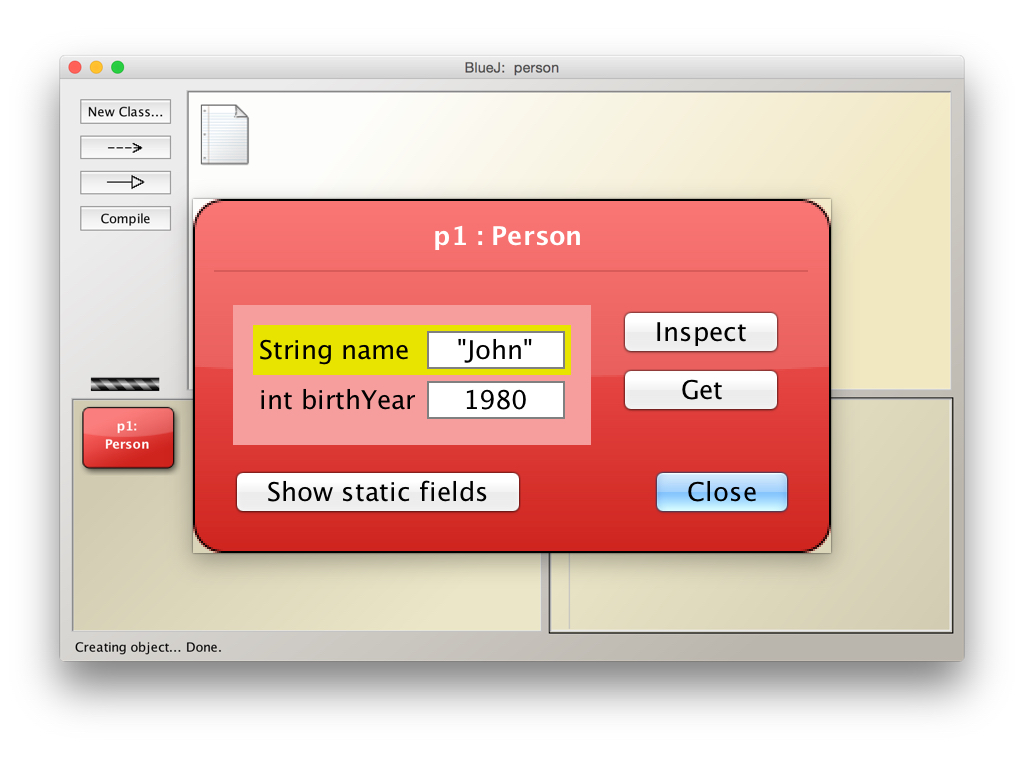 BlueJ: person
New Class...
Compile
p1 : Person
String name "John"
int birthYear 1980
Inspect
Get
Show static fields
Close
p1:
Person
Creating object... Done.